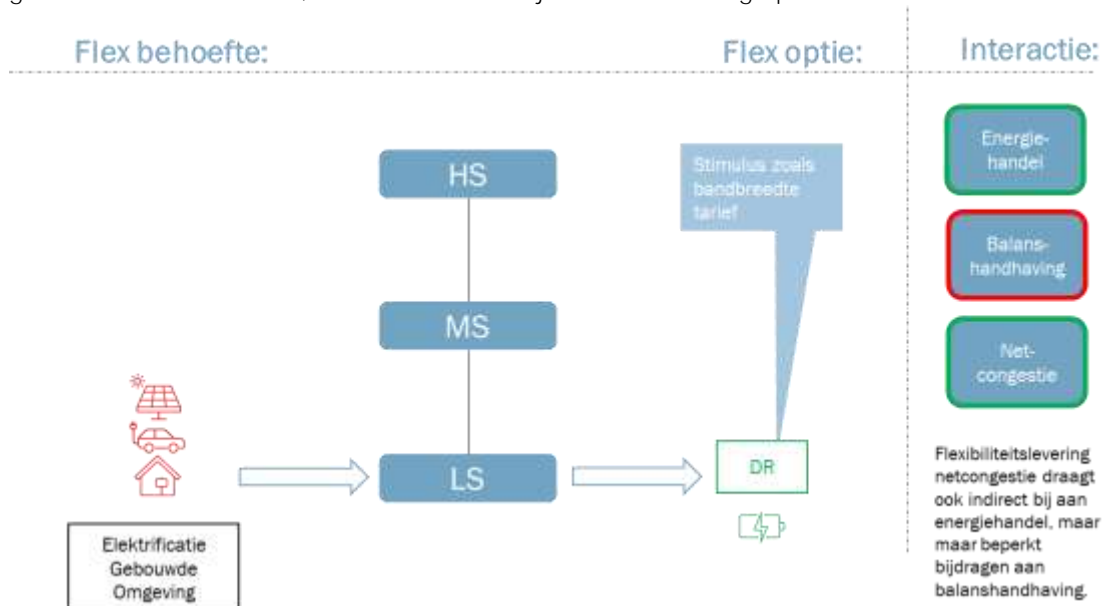 Flex behoefte:
Flex optie:
Interactie:
HS
MS
LS
Stimulus zoals
bandbreedte
tarief
DR
Elektrificatie
Gebouwde
Omgeving
Energie-
handel
Balans-
handhaving
Net-
congestie
Flexibiliteitslevering
netcongestie draagt
ook indirect bij aan
energiehandel, maar
maar beperkt
bijdragen aan
balanshandhaving.